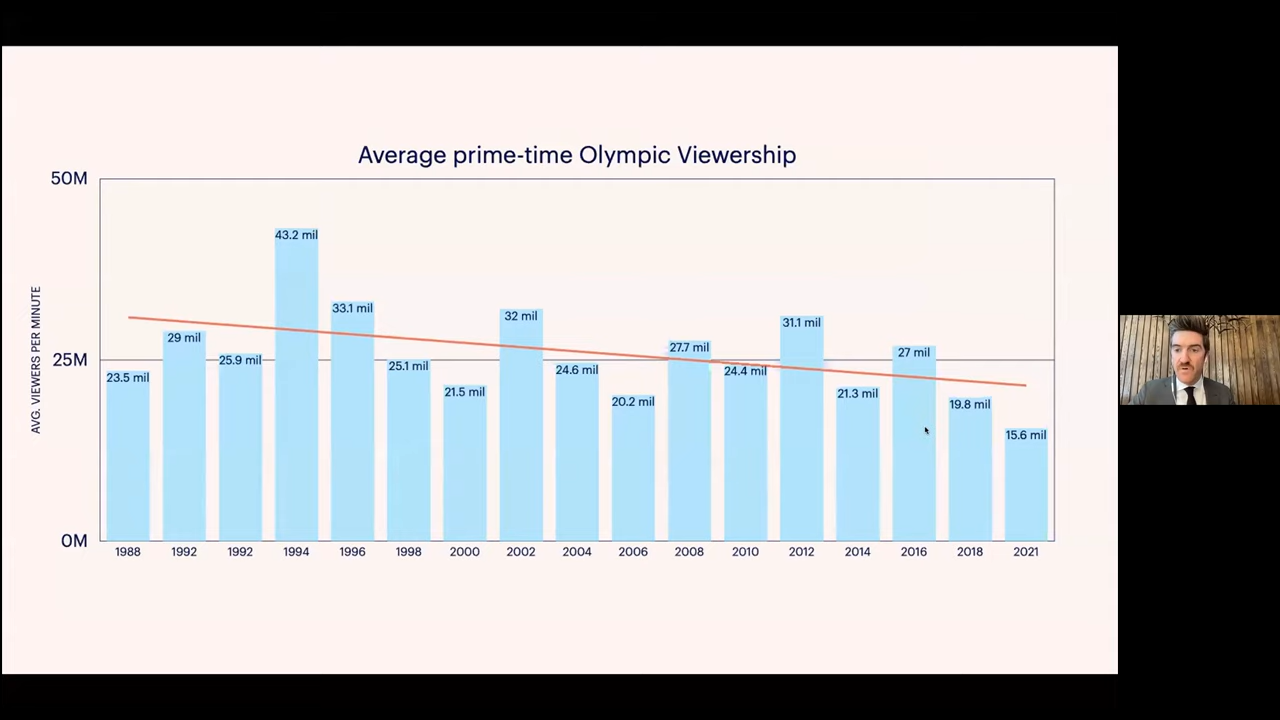 Average prime-time Olympic Viewership
50M
25M
0M
AVG. VIEWERS PER MINUTE
23.5 mil
29 mil
25.9 mil
43.2 mil
33.1 mil
25.1 mil
21.5 mil
32 mil
24.6 mil
20.2 mil
27.7 mil
24.4 mil
31.1 mil
21.3 mil
27 mil
19.8 mil
15.6 mil
1988 1992 1992 1994 1996 1998 2000 2002 2004 2006 2008 2010 2012 2014 2016 2018 2021